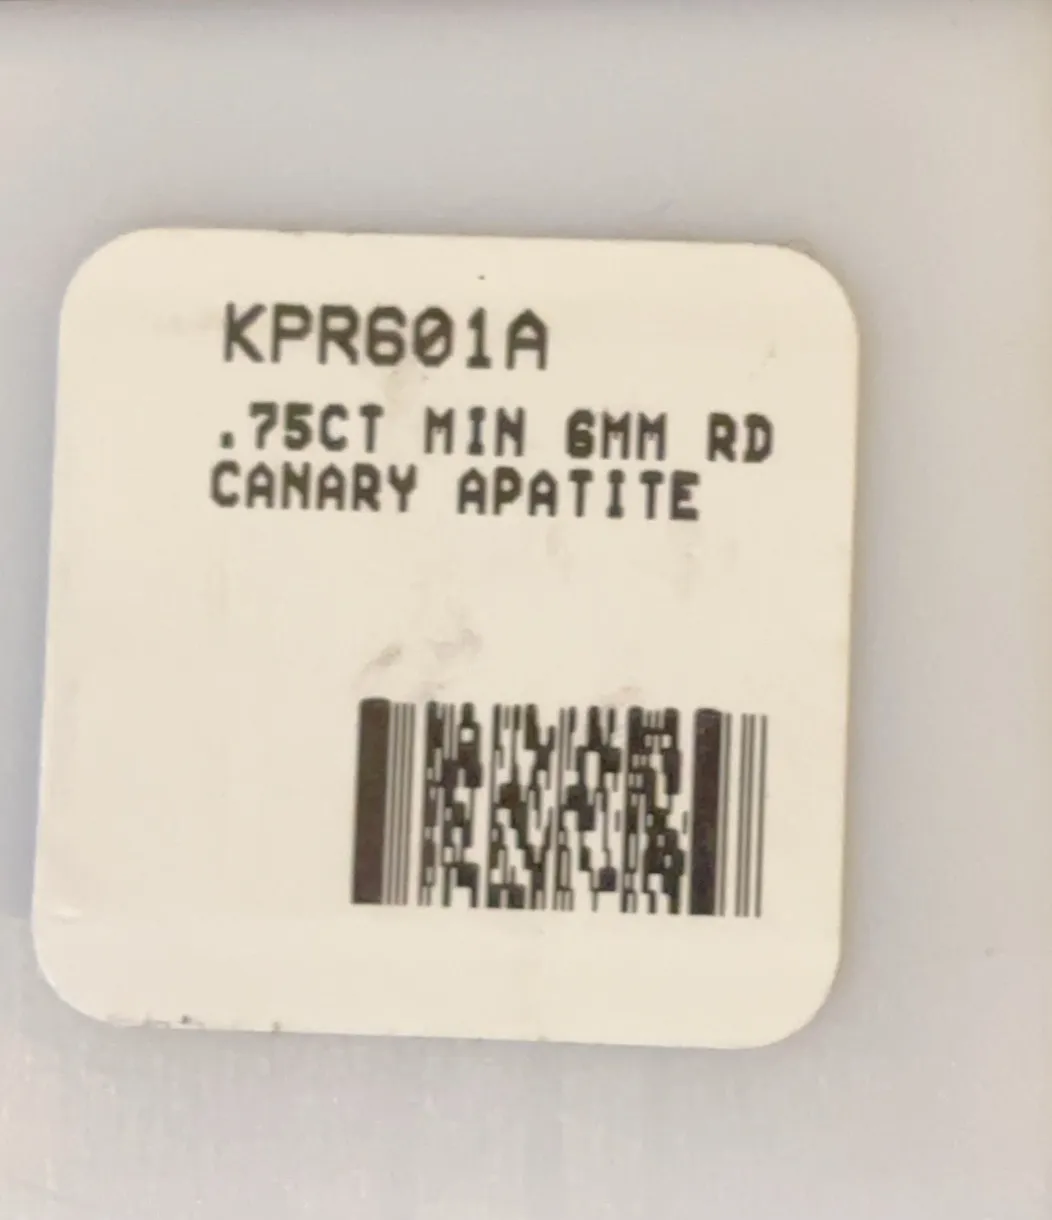 KPR601A
.75CT MIN 6MM RD
CANARY APATITE